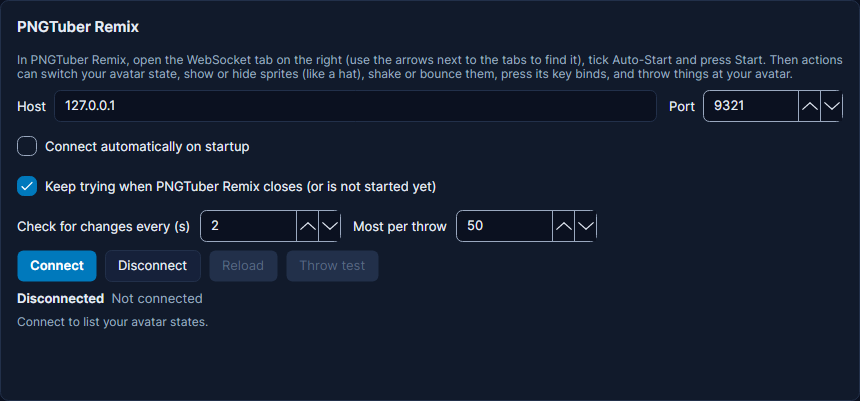 PNGTuber Remix
In PNGTuber Remix, open the WebSocket tab on the right (use the arrows next to the tabs to find it), tick Auto-Start and press Start. Then actions
can switch your avatar state, show or hide sprites (like a hat), shake or bounce them, press its key binds, and throw things at your avatar.
Host 127.0.0.1 Port 9321
Connect automatically on startup
Keep trying when PNGTuber Remix closes (or is not started yet)
Check for changes every (s) 2 Most per throw 50
Connect Disconnect Reload Throw test
Disconnected Not connected
Connect to list your avatar states.